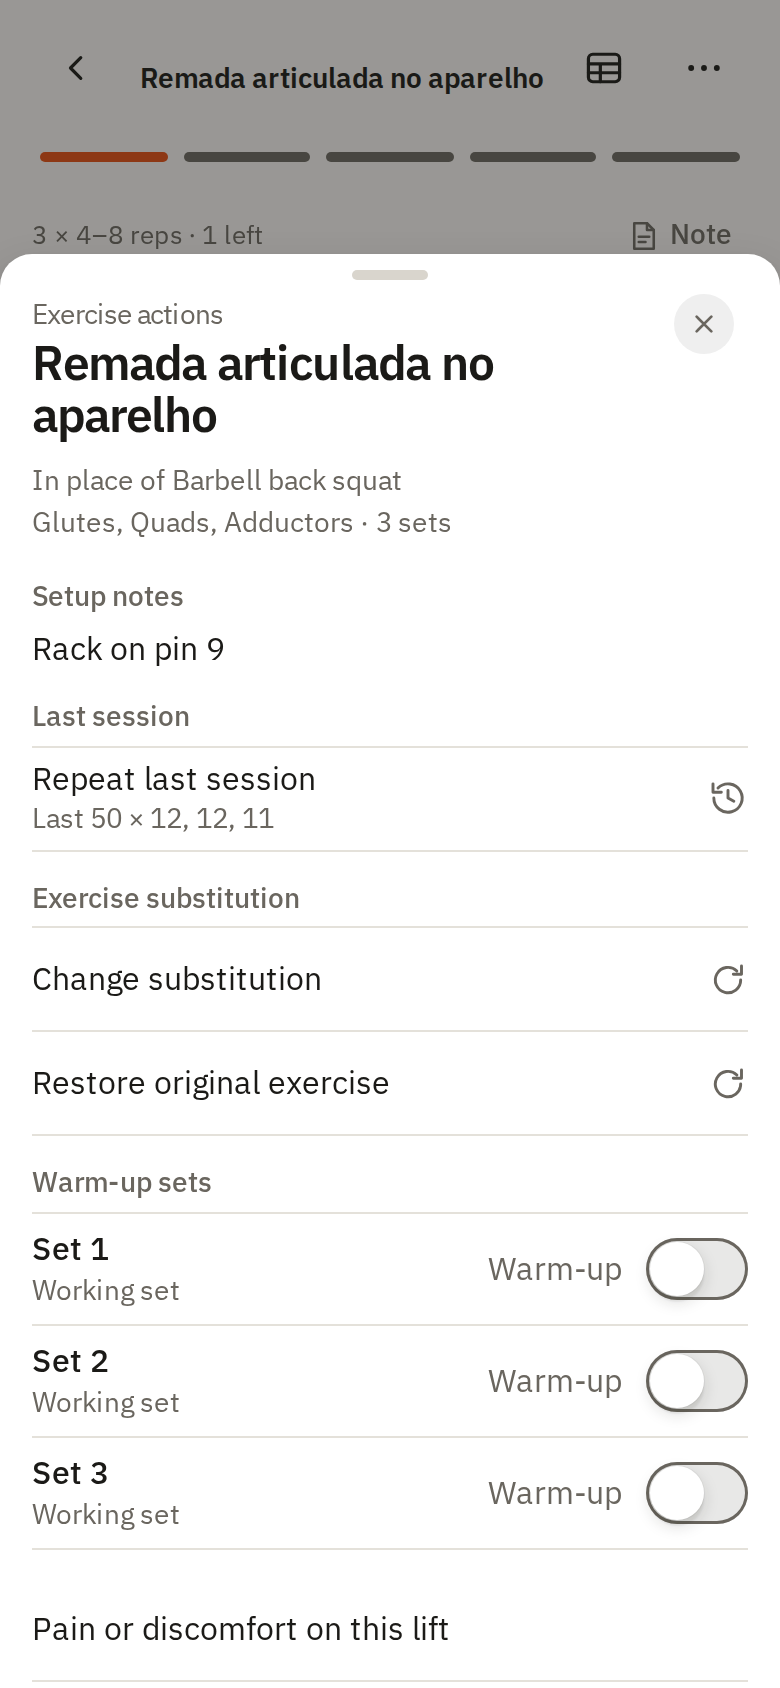 Remada articulada no aparelho
3 × 4–8 reps · 1 left
Note
Exercise actions
Remada articulada no
aparelho
In place of Barbell back squat
Glutes, Quads, Adductors · 3 sets
Setup notes
Rack on pin 9
Last session
Repeat last session
Last 50 × 12, 12, 11
Exercise substitution
Change substitution
Restore original exercise
Warm-up sets
Set 1
Working set
Warm-up
Set 2
Working set
Warm-up
Set 3
Working set
Warm-up
Pain or discomfort on this lift